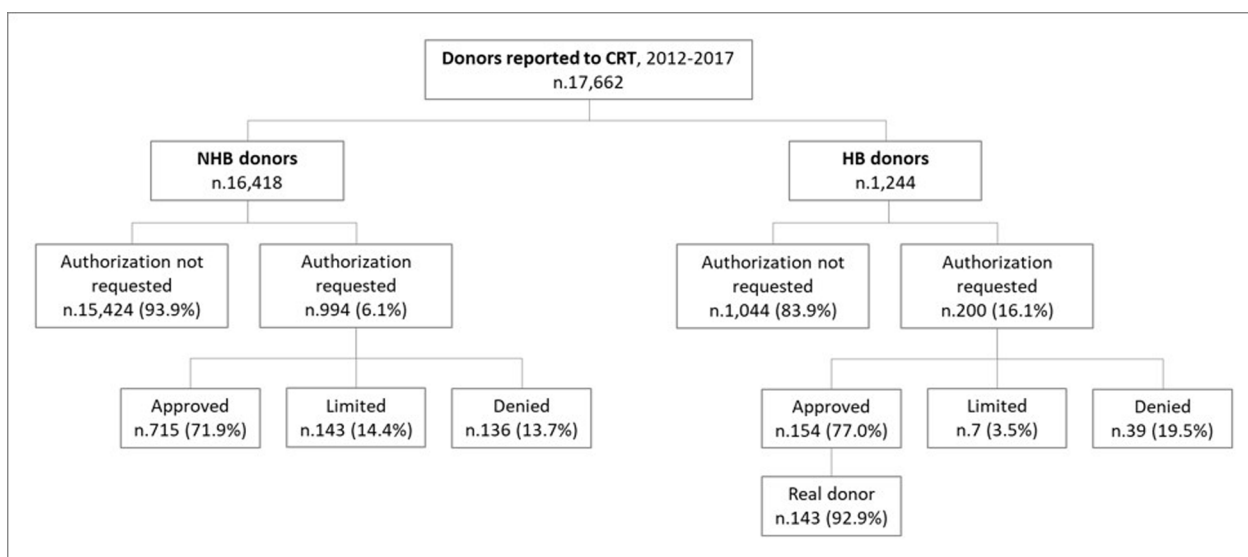 Donors reported to CRT, 2012-2017
n.17,662
NHB donors
n.16,418
HB donors
n.1,244
Authorization not
requested
n.15,424 (93.9%)
Authorization
requested
n.994 (6.1%)
Authorization not
requested
n.1,044 (83.9%)
Authorization
requested
n.200 (16.1%)
Approved
n.715 (71.9%)
Limited
n.143 (14.4%)
Denied
n.136 (13.7%)
Approved
n.154 (77.0%)
Limited
n.7 (3.5%)
Denied
n.39 (19.5%)
Real donor
n.143 (92.9%)